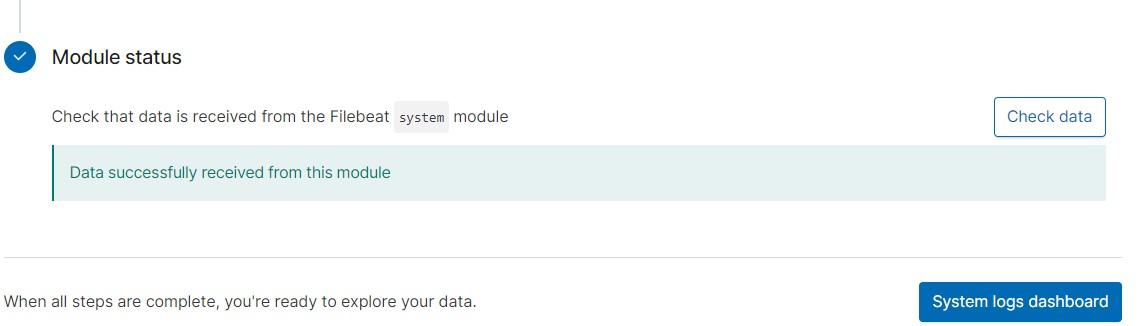 Module status
Check that data is received from the Filebeat system module
Check data
Data successfully received from this module
When all steps are complete, you're ready to explore your data.
System logs dashboard